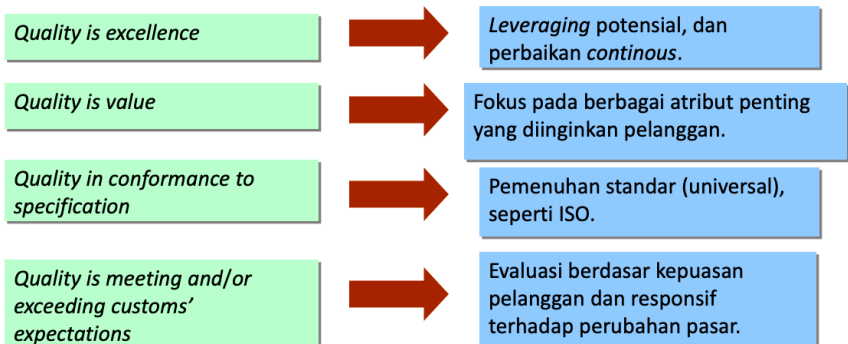 Quality is excellence
Leveraging potensial, dan
perbaikan continous.
Quality is value
Fokus pada berbagai atribut penting
yang diinginkan pelanggan.
Quality in conformance to
specification
Pemenuhan standar (universal),
seperti ISO.
Quality is meeting and/or
exceeding customs’
expectations
Evaluasi berdasar kepuasan
pelanggan dan responsif
terhadap perubahan pasar.